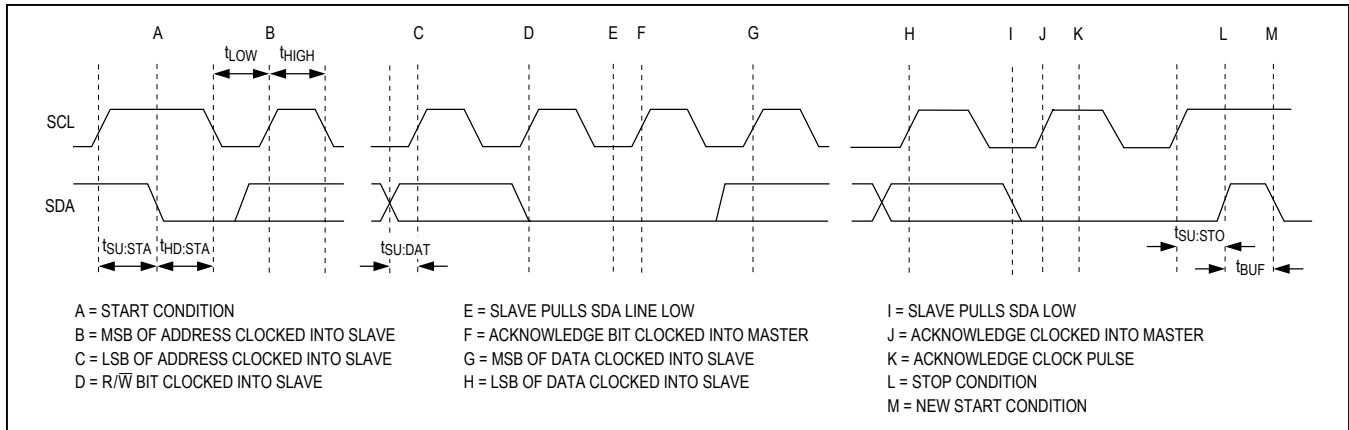 A B C D E F G H I J K L M
tLOW tHIGH
SCL
SDA
tSU:STA tHD:STA tSU:DAT tSU:STO
tBUF
A = START CONDITION
B = MSB OF ADDRESS CLOCKED INTO SLAVE
C = LSB OF ADDRESS CLOCKED INTO SLAVE
D = R/W̅ BIT CLOCKED INTO SLAVE
E = SLAVE PULLS SDA LINE LOW
F = ACKNOWLEDGE BIT CLOCKED INTO MASTER
G = MSB OF DATA CLOCKED INTO SLAVE
H = LSB OF DATA CLOCKED INTO SLAVE
I = SLAVE PULLS SDA LOW
J = ACKNOWLEDGE CLOCKED INTO MASTER
K = ACKNOWLEDGE CLOCK PULSE
L = STOP CONDITION
M = NEW START CONDITION